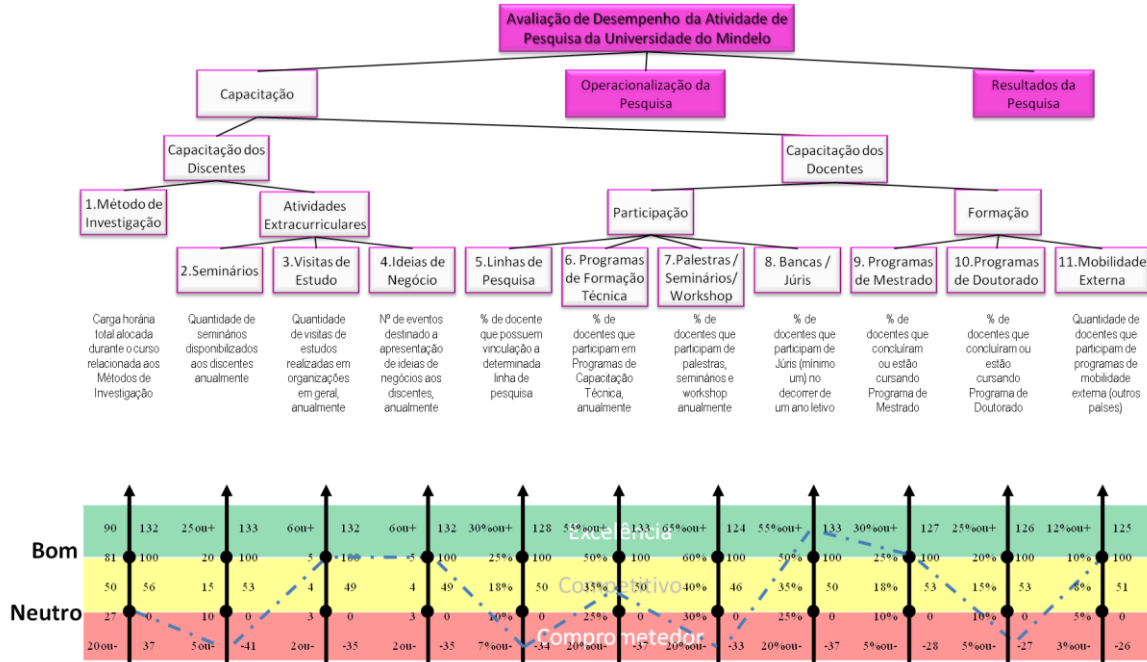 Avaliação de Desempenho da Atividade de
Pesquisa da Universidade do Mindelo
Capacitação
Operacionalização da
Pesquisa
Resultados da
Pesquisa
Capacitação dos
Discentes
Capacitação dos
Docentes
1.Método de
Investigação
Atividades
Extracurriculares
Participação
Formação
2.Seminários
3.Visitas de
Estudo
4.Ideias de
Negócio
5.Linhas de
Pesquisa
6. Programas
de Formação
Técnica
7.Palestras /
Seminários/
Workshop
8. Bancas /
Júris
9. Programas
de Mestrado
10.Programas
de Doutorado
11.Mobilidade
Externa
Carga horária
total alocada
durante o curso
relacionada aos
Métodos de
Investigação
Quantidade de
seminários
disponibilizados
aos discentes
anualmente
Quantidade
de visitas de
estudos
realizadas em
organizações
em geral,
anualmente
Nº de eventos
destinado a
apresentação
de ideias de
negócios aos
discentes,
anualmente
% de docente
que possuem
vinculação a
determinada
linha de
pesquisa
% de
docentes que
participam em
Programas de
Capacitação
Técnica,
anualmente
% de
docentes que
participam de
palestras,
seminários e
workshop
anualmente
% de
docentes que
participam de
Júris (mínimo
um) no
decorrer de
um ano letivo
% de
docentes que
concluíram
ou estão
cursando
Programa de
Mestrado
% de
docentes que
concluíram ou
estão
cursando
Programa de
Doutorado
Quantidade de
docentes que
participam de
programas de
mobilidade
externa (outros
países)
90 132 25ou+ 133 6ou+ 132 6ou+ 132 30%ou+ 128 55%ou+ 133 65%ou+ 124 55%ou+ 133 30%ou+ 127 25%ou+ 126 12%ou+ 125
Excelência
Bom 81 100 20 100 5 100 5 100 25% 100 50% 100 60% 100 50% 100 25% 100 20% 100 10% 100
50 56 15 53 4 49 4 49 18% 50 35% 50 40% 46 35% 50 18% 53 15% 53 8% 51
Competitivo
Neutro 0 10 0 3 0 3 0 10% 0 25% 0 30% 0 25% 0 10% 0 10% 0 5% 0
Comprometedor
20ou- 37 5ou- -41 2ou- -35 2ou- -35 7%ou- -34 20%ou- -37 20%ou- -33 20%ou- -37 5%ou- -28 5%ou- -27 3%ou- -26